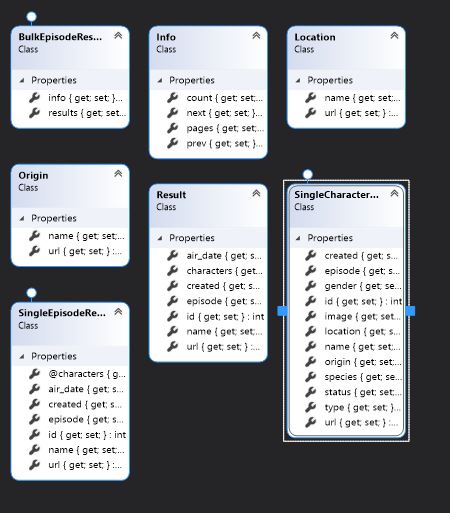 BulkEpisodeRes...
Class
Properties
info { get; set; }...
results { get; set...
Info
Class
Properties
count { get; set;...
next { get; set; }...
pages { get; set;...
prev { get; set; }...
Location
Class
Properties
name { get; set;...
url { get; set; } :...
Origin
Class
Properties
name { get; set;...
url { get; set; } :...
Result
Class
Properties
air_date { get; s...
characters { get;...
created { get; s...
episode { get; s...
id { get; set; } : int
name { get; set;...
url { get; set; } :...
SingleCharacter...
Class
Properties
created { get; s...
episode { get; s...
gender { get; s...
id { get; set; } : int
image { get; set...
location { get; s...
name { get; set;...
origin { get; set;...
species { get; se...
status { get; set;...
type { get; set; }...
url { get; set; } :...
SingleEpisodeRe...
Class
Properties
@characters { g...
air_date { get; s...
created { get; s...
episode { get; s...
id { get; set; } : int
name { get; set;...
url { get; set; } :...